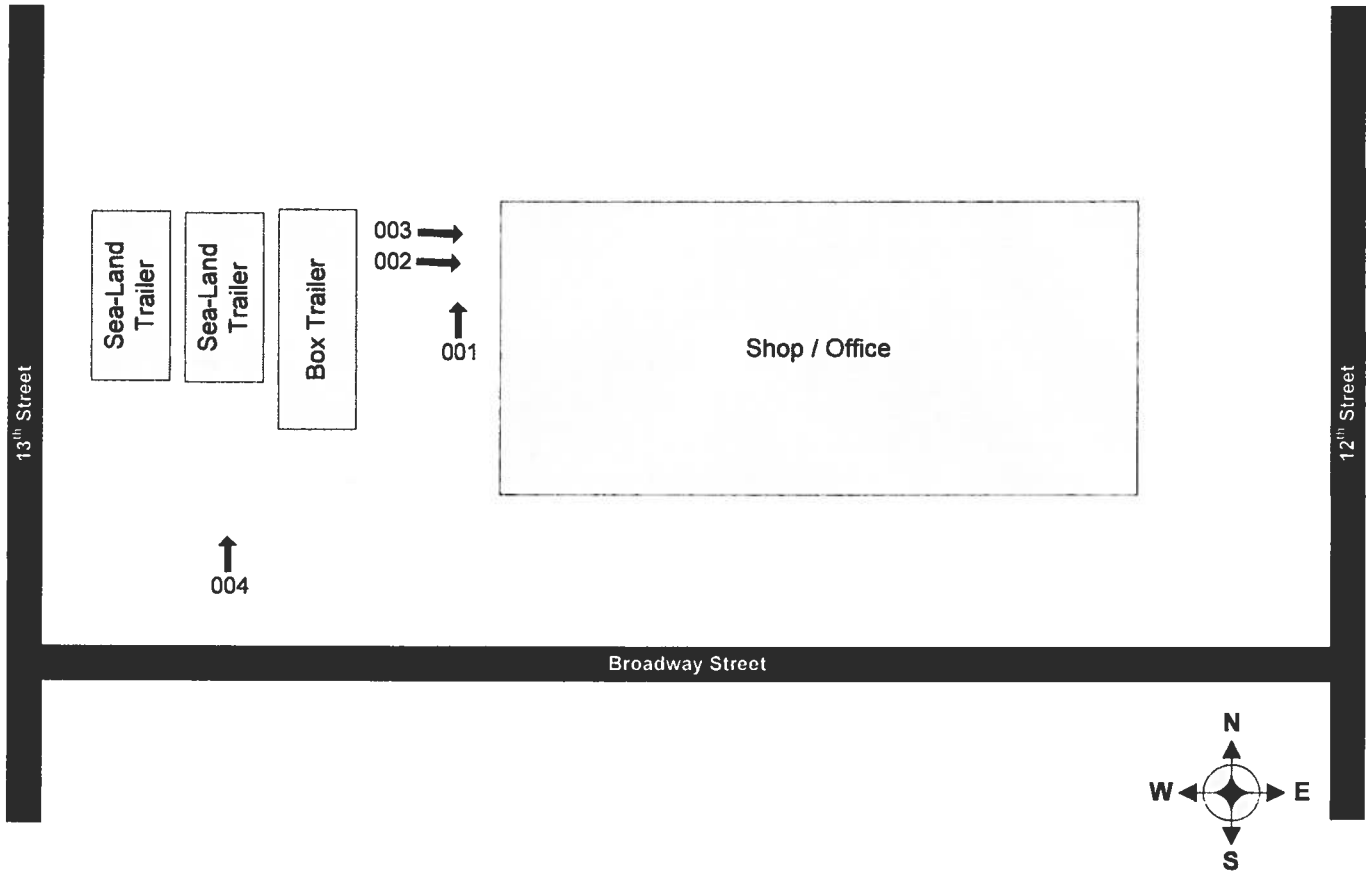 003
002
001
Sea-Land
Trailer
Sea-Land
Trailer
Box Trailer
Shop / Office
13th Street
12th Street
004
Broadway Street
N
W
E
S